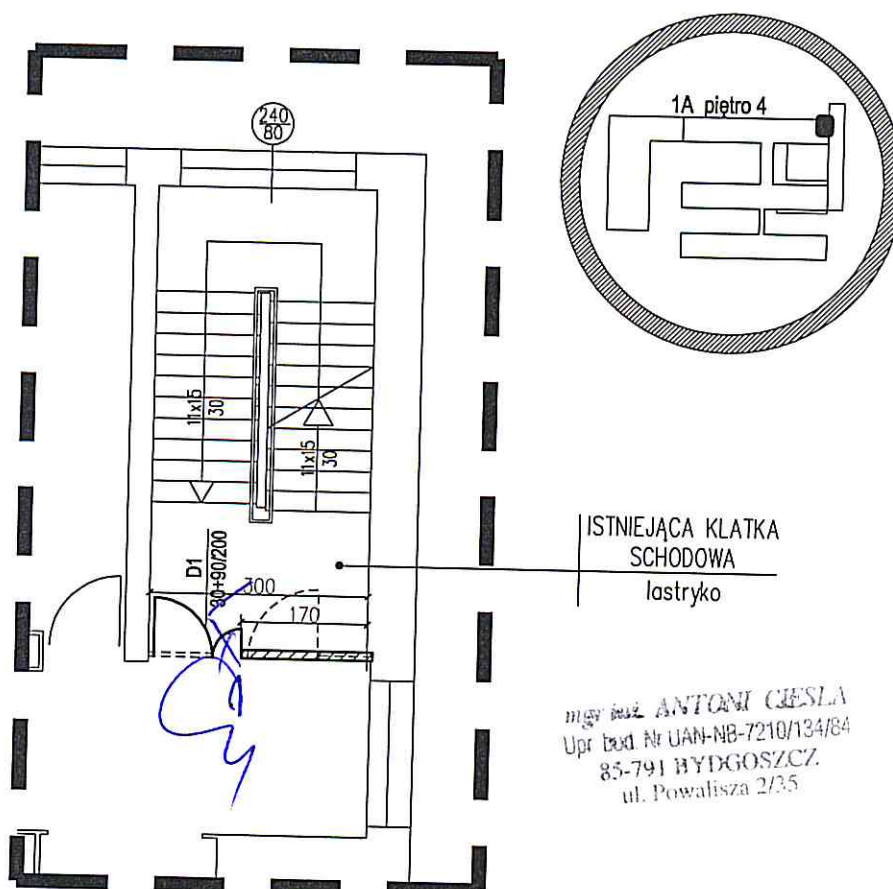 240
80
1A piętro 4
11x15
30
11x15
30
D1
80+90/200
300
170
ISTNIEJĄCA KLATKA
SCHODOWA
lastryko
mgr inż. ANTONI CIEŚLA
Upr. bud. Nr UAN-NB-7210/134/84
85-791 BYDGOSZCZ
ul. Powalisza 2/35